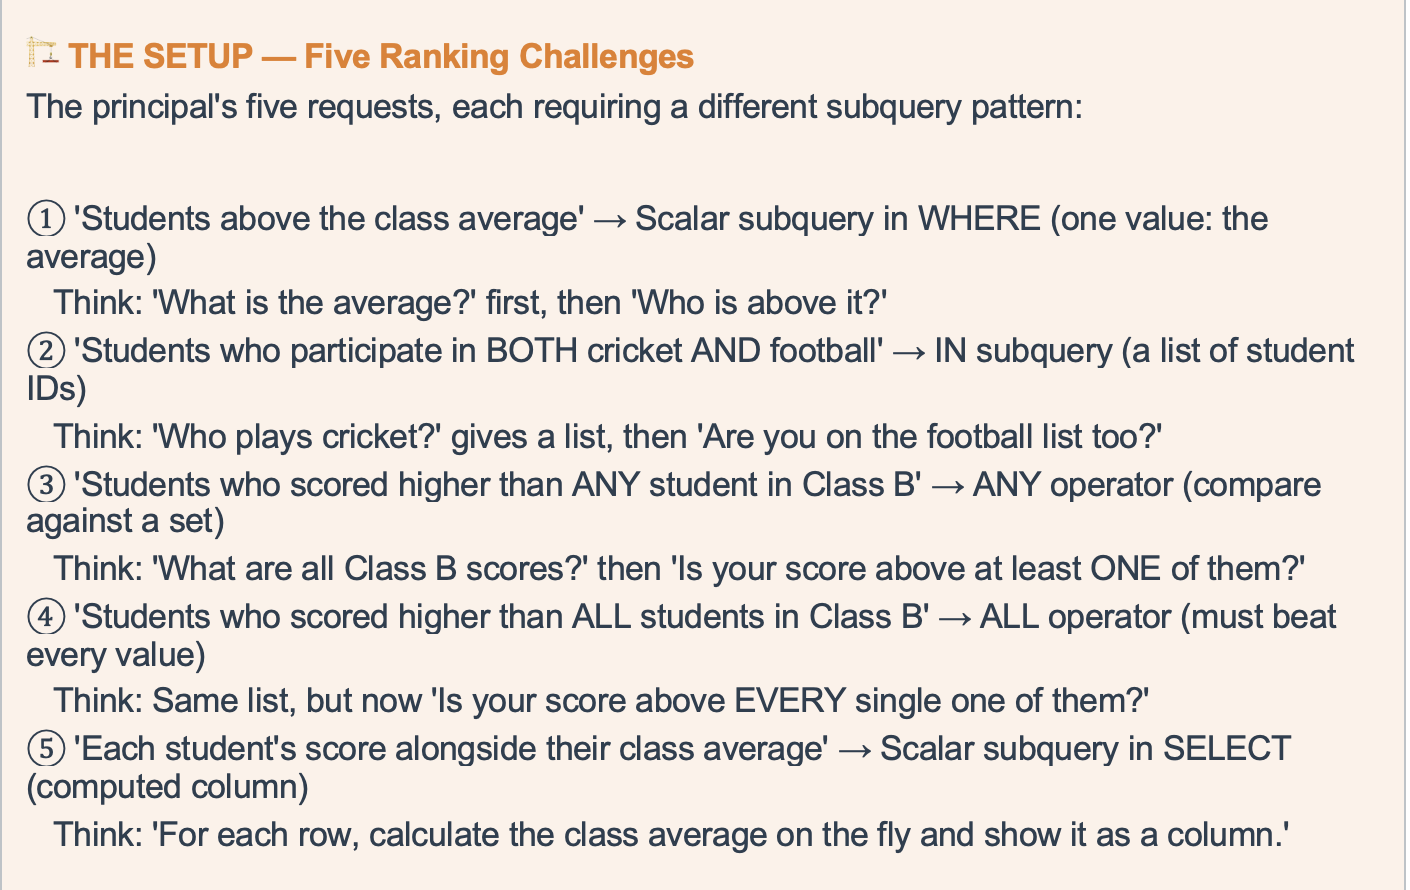 🏗️ THE SETUP — Five Ranking Challenges
The principal's five requests, each requiring a different subquery pattern:
① 'Students above the class average' → Scalar subquery in WHERE (one value: the
average)
Think: 'What is the average?' first, then 'Who is above it?'
② 'Students who participate in BOTH cricket AND football' → IN subquery (a list of student
IDs)
Think: 'Who plays cricket?' gives a list, then 'Are you on the football list too?'
③ 'Students who scored higher than ANY student in Class B' → ANY operator (compare
against a set)
Think: 'What are all Class B scores?' then 'Is your score above at least ONE of them?'
④ 'Students who scored higher than ALL students in Class B' → ALL operator (must beat
every value)
Think: Same list, but now 'Is your score above EVERY single one of them?'
⑤ 'Each student's score alongside their class average' → Scalar subquery in SELECT
(computed column)
Think: 'For each row, calculate the class average on the fly and show it as a column.'